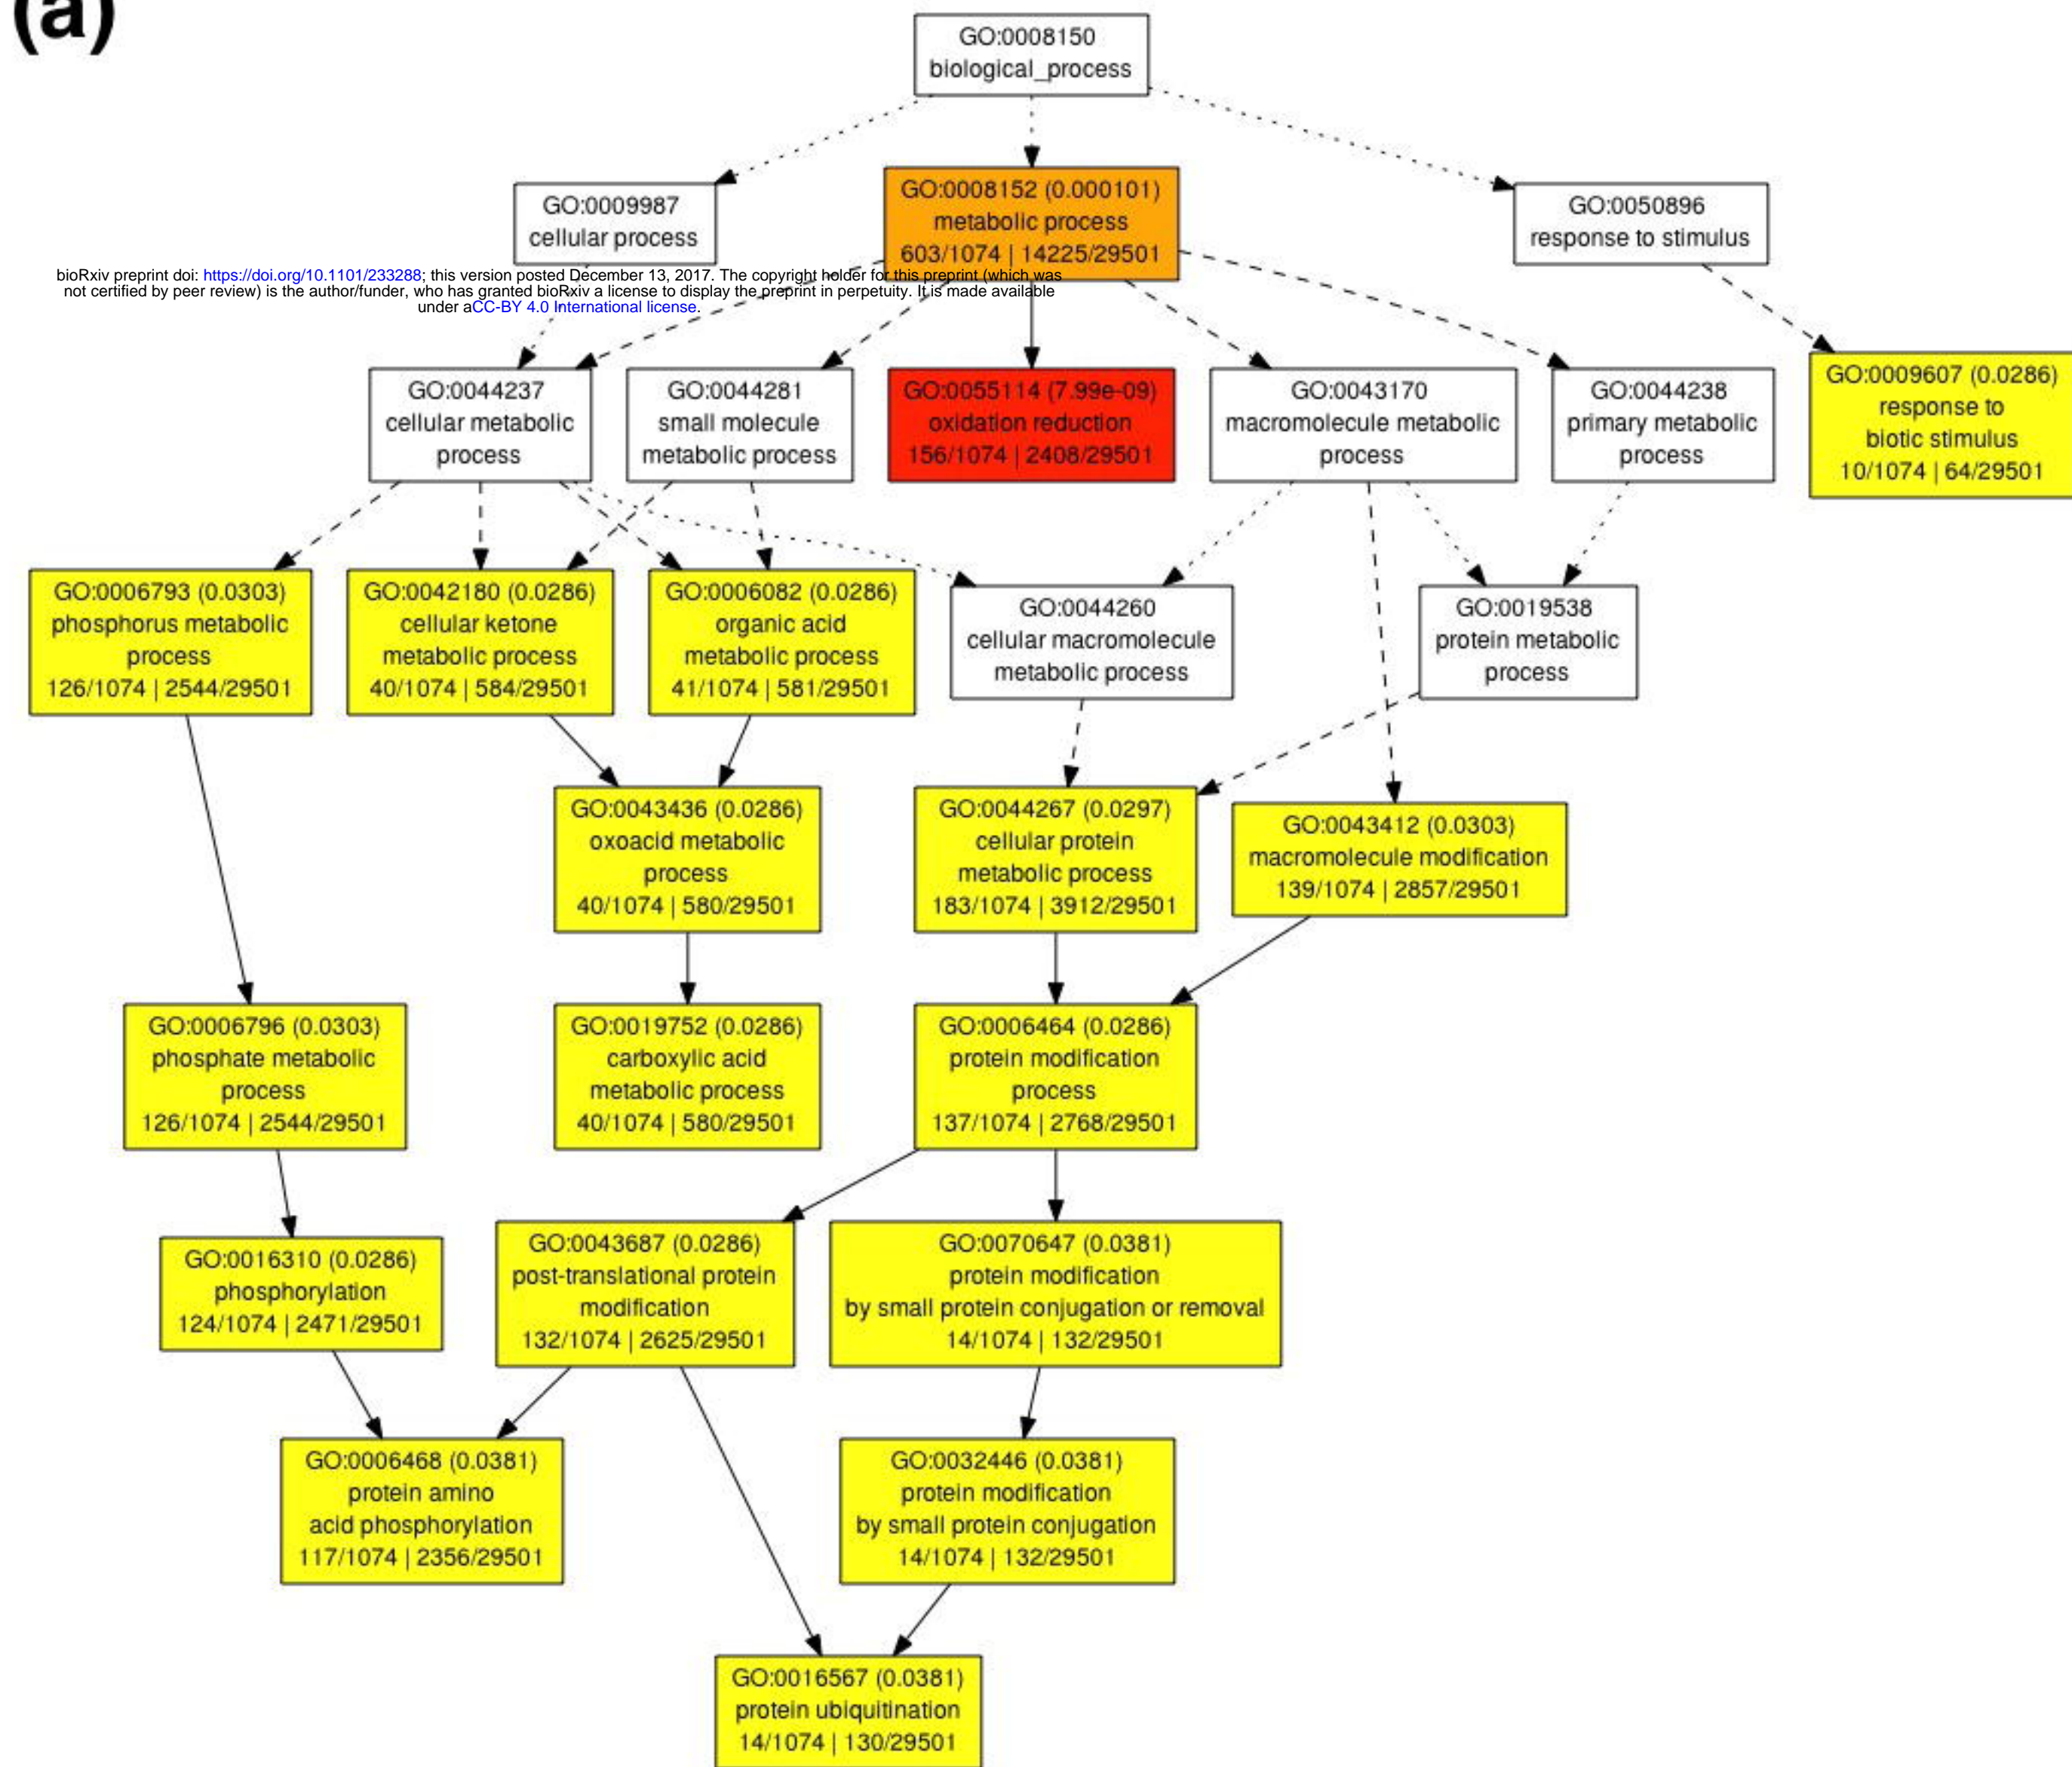 (a)
GO:0008150
biological_process
GO:0009987
cellular process
GO:0008152 (0.000101)
metabolic process
603/1074 | 14225/29501
GO:0050896
response to stimulus
bioRxiv preprint doi: https://doi.org/10.1101/233288; this version posted December 13, 2017. The copyright holder for this preprint (which was
not certified by peer review) is the author/funder, who has granted bioRxiv a license to display the preprint in perpetuity. It is made available
under aCC-BY 4.0 International license.
GO:0044237
cellular metabolic
process
GO:0044281
small molecule
metabolic process
GO:0055114 (7.99e-09)
oxidation reduction
156/1074 | 2408/29501
GO:0043170
macromolecule metabolic
process
GO:0044238
primary metabolic
process
GO:0009607 (0.0286)
response to
biotic stimulus
10/1074 | 64/29501
GO:0006793 (0.0303)
phosphorus metabolic
process
126/1074 | 2544/29501
GO:0042180 (0.0286)
cellular ketone
metabolic process
40/1074 | 584/29501
GO:0006082 (0.0286)
organic acid
metabolic process
41/1074 | 581/29501
GO:0044260
cellular macromolecule
metabolic process
GO:0019538
protein metabolic
process
GO:0043436 (0.0286)
oxoacid metabolic
process
40/1074 | 580/29501
GO:0044267 (0.0297)
cellular protein
metabolic process
183/1074 | 3912/29501
GO:0043412 (0.0303)
macromolecule modification
139/1074 | 2857/29501
GO:0006796 (0.0303)
phosphate metabolic
process
126/1074 | 2544/29501
GO:0019752 (0.0286)
carboxylic acid
metabolic process
40/1074 | 580/29501
GO:0006464 (0.0286)
protein modification
process
137/1074 | 2768/29501
GO:0016310 (0.0286)
phosphorylation
124/1074 | 2471/29501
GO:0043687 (0.0286)
post-translational protein
modification
132/1074 | 2625/29501
GO:0070647 (0.0381)
protein modification
by small protein conjugation or removal
14/1074 | 132/29501
GO:0006468 (0.0381)
protein amino
acid phosphorylation
117/1074 | 2356/29501
GO:0032446 (0.0381)
protein modification
by small protein conjugation
14/1074 | 132/29501
GO:0016567 (0.0381)
protein ubiquitination
14/1074 | 130/29501